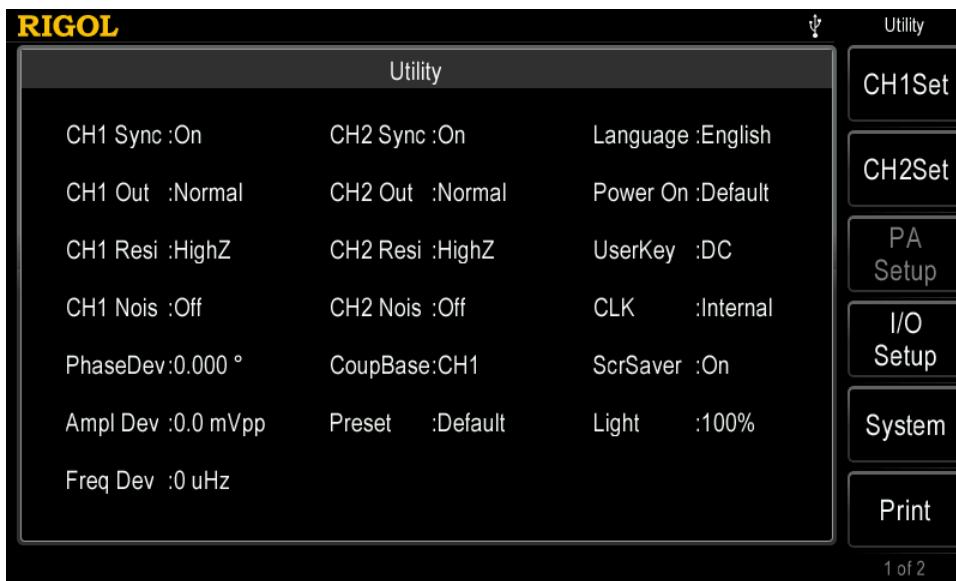 RIGOL
Utility
Utility
CH1 Sync :On CH2 Sync :On Language :English
CH1 Out :Normal CH2 Out :Normal Power On :Default
CH1 Resi :HighZ CH2 Resi :HighZ UserKey :DC
CH1 Nois :Off CH2 Nois :Off CLK :Internal
PhaseDev:0.000 ° CoupBase:CH1 ScrSaver :On
Ampl Dev :0.0 mVpp Preset :Default Light :100%
Freq Dev :0 uHz
CH1Set
CH2Set
PA
Setup
I/O
Setup
System
Print
1 of 2